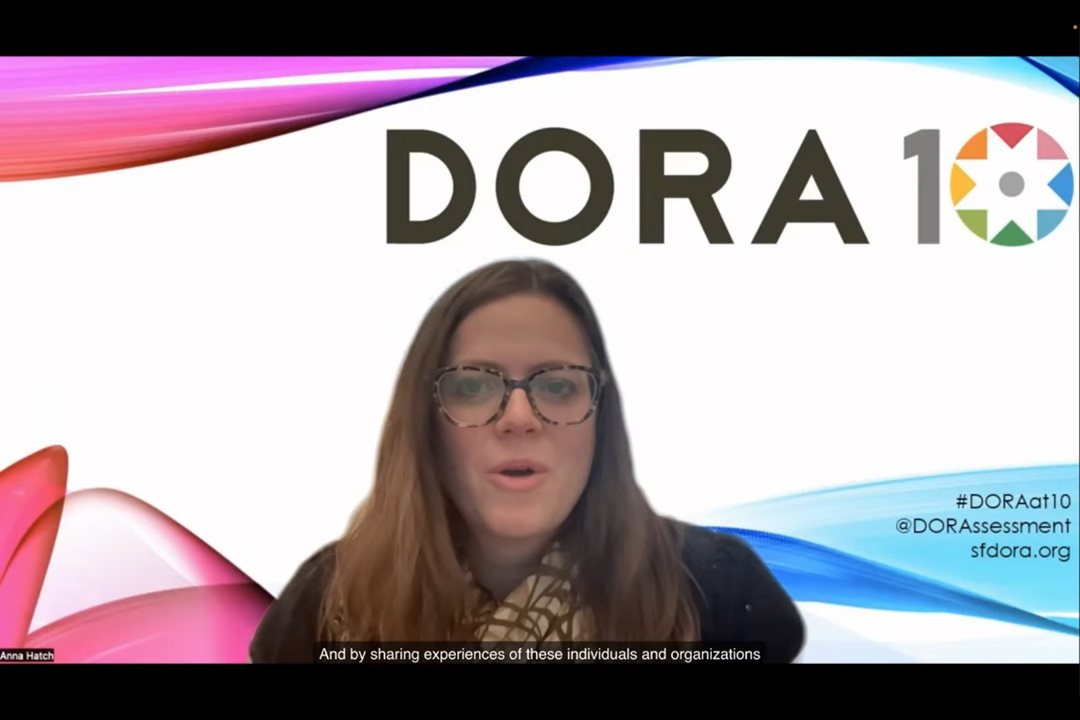 DORA 10
#DORAat10
@DORAssessment
sfdora.org
Anna Hatch
And by sharing experiences of these individuals and organizations